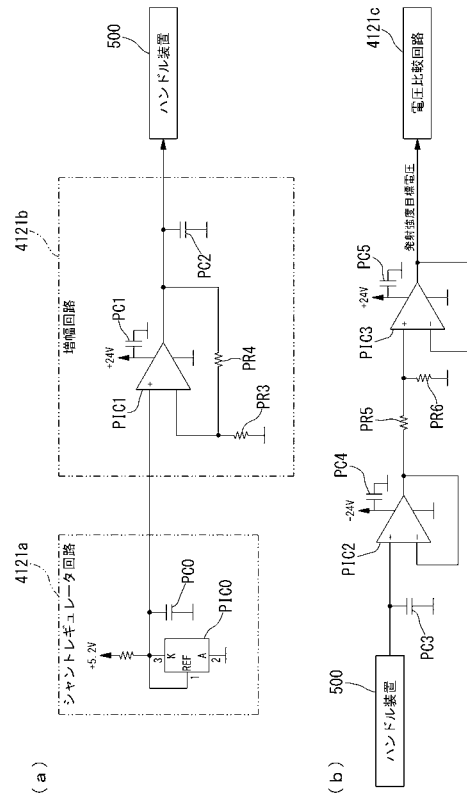 (a)
4121a
シャントレギュレータ回路
+5.2V
3
K
REF
A
1
2
PC0
PIC0
4121b
増幅回路
+24V
PC1
PIC1
+
PC2
PR4
PR3
500
ハンドル装置
(b)
500
ハンドル装置
PC3
PIC2
-24V
PC4
+
-
PR5
PR6
PIC3
+24V
PC5
+
-
発射強度目標電圧
4121c
電圧比較回路